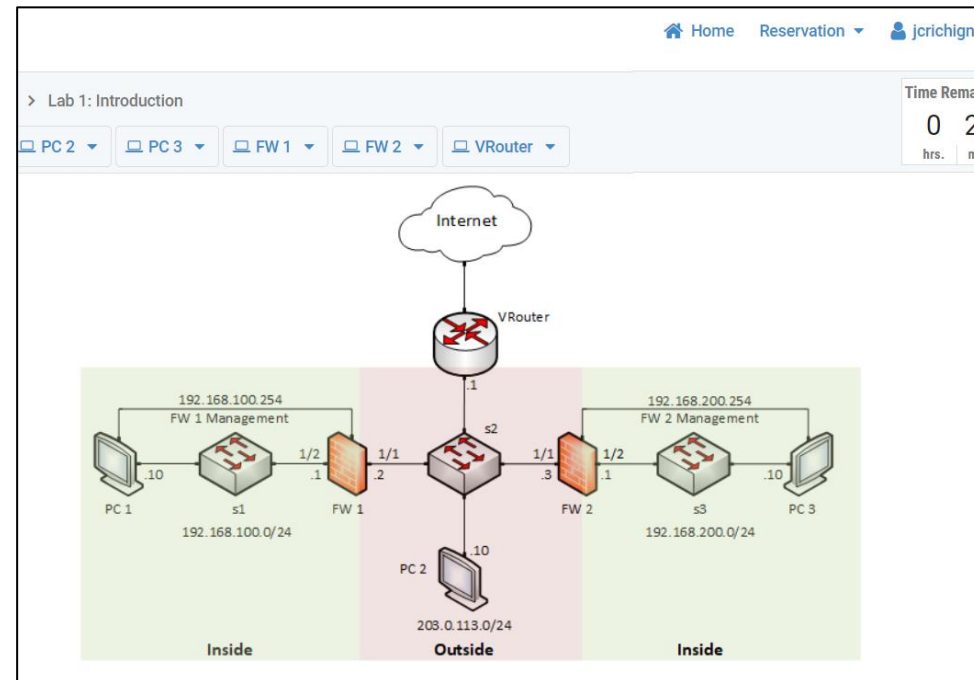 Home Reservation jcrichign
> Lab 1: Introduction
Time Rema
0 2
hrs. m
PC 2 PC 3 FW 1 FW 2 VRouter
Internet
VRouter
.1
192.168.100.254
FW 1 Management
192.168.200.254
FW 2 Management
s2
1/2 1/1 1/1 1/2
.10 .1 .2 .3 .1 .10
PC 1 s1 FW 1 FW 2 s3 PC 3
192.168.100.0/24 192.168.200.0/24
.10
PC 2
203.0.113.0/24
Inside Outside Inside